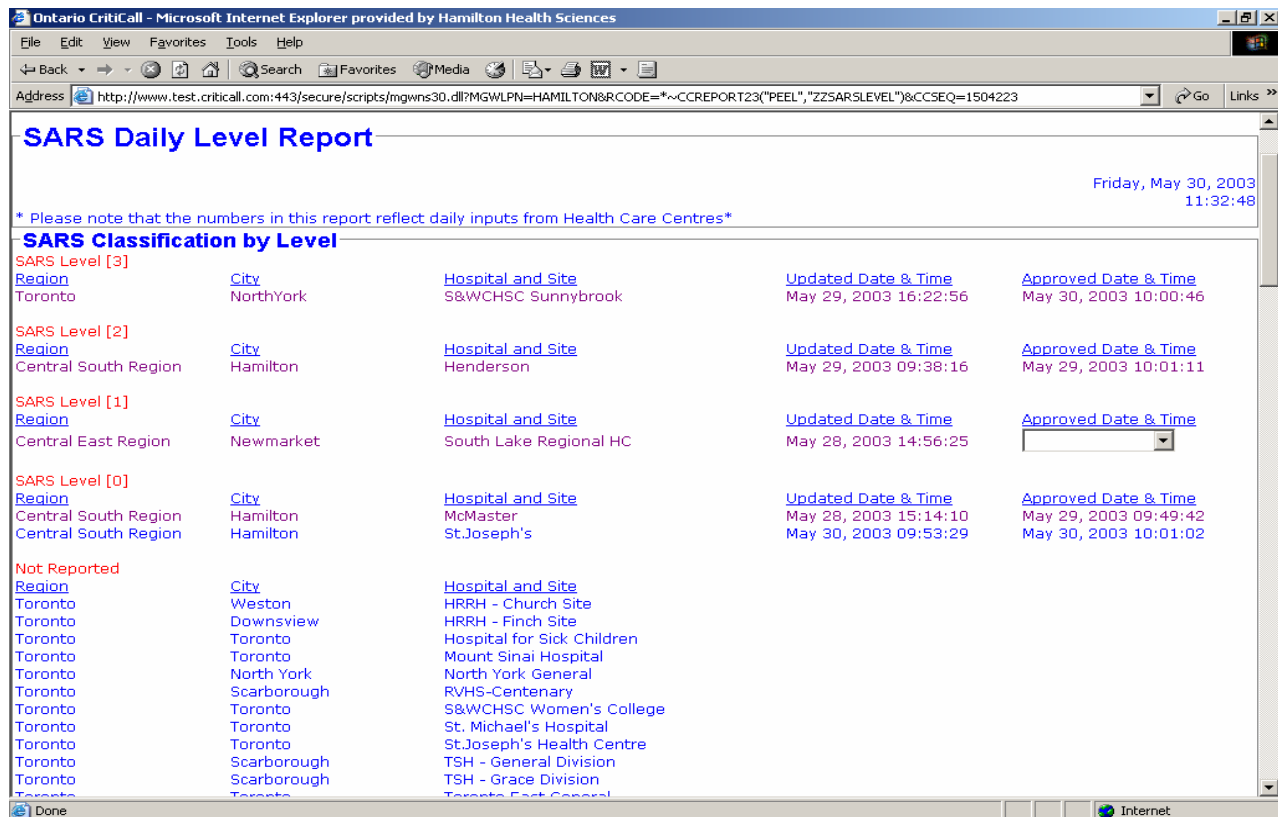 Ontario CritiCall - Microsoft Internet Explorer provided by Hamilton Health Sciences
File Edit View Favorites Tools Help
Back Search Favorites Media
Address http://www.test.criticall.com:443/secure/scripts/mgwns30.dll?MGWLPN=HAMILTON&RCODE=*~CCREPORT23("PEEL","ZZSARSLEVEL")&CCSEQ=1504223 Go Links »
SARS Daily Level Report
Friday, May 30, 2003
11:32:48
* Please note that the numbers in this report reflect daily inputs from Health Care Centres*
SARS Classification by Level
SARS Level [3]
Region City Hospital and Site Updated Date & Time Approved Date & Time
Toronto NorthYork S&WCHSC Sunnybrook May 29, 2003 16:22:56 May 30, 2003 10:00:46
SARS Level [2]
Region City Hospital and Site Updated Date & Time Approved Date & Time
Central South Region Hamilton Henderson May 29, 2003 09:38:16 May 29, 2003 10:01:11
SARS Level [1]
Region City Hospital and Site Updated Date & Time Approved Date & Time
Central East Region Newmarket South Lake Regional HC May 28, 2003 14:56:25
SARS Level [0]
Region City Hospital and Site Updated Date & Time Approved Date & Time
Central South Region Hamilton McMaster May 28, 2003 15:14:10 May 29, 2003 09:49:42
Central South Region Hamilton St.Joseph's May 30, 2003 09:53:29 May 30, 2003 10:01:02
Not Reported
Region City Hospital and Site
Toronto Weston HRRH - Church Site
Toronto Downsview HRRH - Finch Site
Toronto Toronto Hospital for Sick Children
Toronto Toronto Mount Sinai Hospital
Toronto North York North York General
Toronto Scarborough RVHS-Centenary
Toronto Toronto S&WCHSC Women's College
Toronto Toronto St. Michael's Hospital
Toronto Toronto St.Joseph's Health Centre
Toronto Scarborough TSH - General Division
Toronto Scarborough TSH - Grace Division
Toronto Toronto Toronto East General
Done Internet